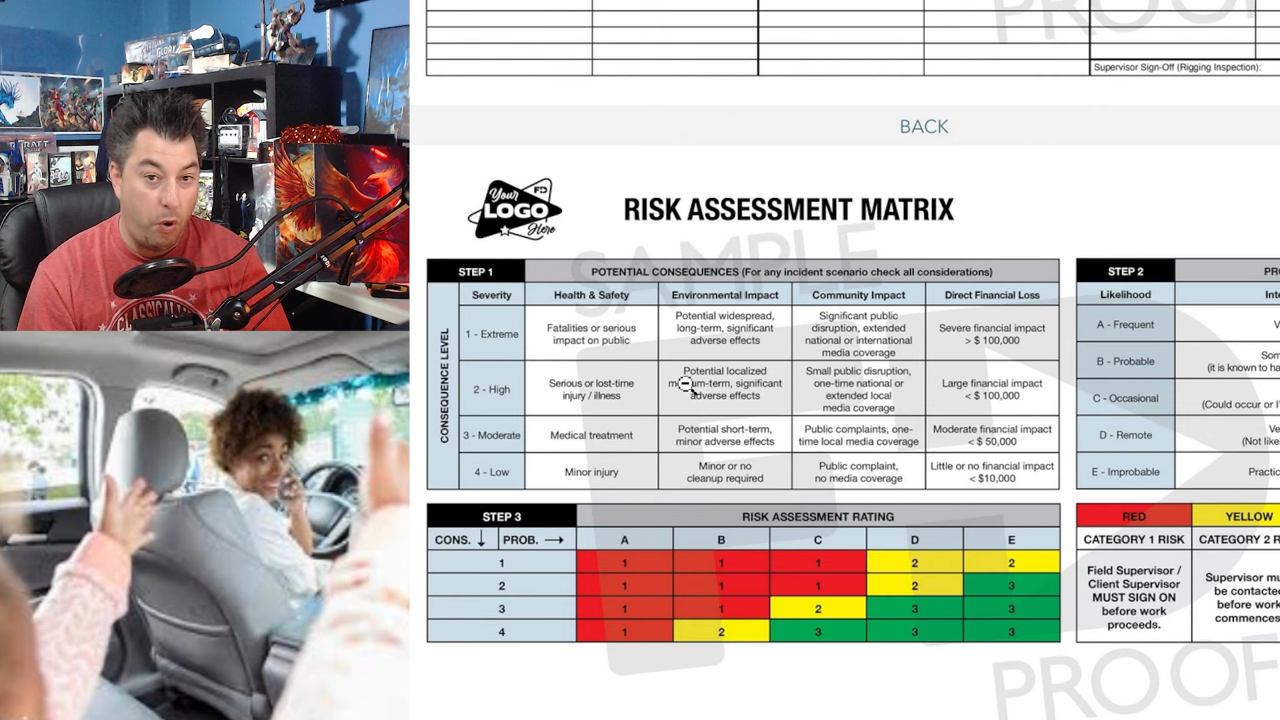 Supervisor Sign-Off (Rigging Inspection):
PROOF
BACK
Your
FD
LOGO
Here
RISK ASSESSMENT MATRIX
SAMPLE
STEP 1
POTENTIAL CONSEQUENCES (For any incident scenario check all considerations)
CONSEQUENCE LEVEL
Severity
Health & Safety
Environmental Impact
Community Impact
Direct Financial Loss
1 - Extreme
Fatalities or serious
impact on public
Potential widespread,
long-term, significant
adverse effects
Significant public
disruption, extended
national or international
media coverage
Severe financial impact
> $ 100,000
2 - High
Serious or lost-time
injury / illness
Potential localized
-term, significant
adverse effects
Small public disruption,
one-time national or
extended local
media coverage
Large financial impact
< $ 100,000
3 - Moderate
Medical treatment
Potential short-term,
minor adverse effects
Public complaints, one-
time local media coverage
Moderate financial impact
< $ 50,000
4 - Low
Minor injury
Minor or no
cleanup required
Public complaint,
no media coverage
Little or no financial impact
< $10,000
STEP 2
Likelihood
A - Frequent
B - Probable
(it is known to
C - Occasional
(Could occur or
D - Remote
(Not
E - Improbable
STEP 3
RISK ASSESSMENT RATING
CONS. ↓ PROB. → A B C D E
1 1 1 1 2 2
2 1 1 1 2 3
3 1 1 2 3 3
4 1 2 3 3 3
RED
YELLOW
CATEGORY 1 RISK
CATEGORY 2
Field Supervisor /
Client Supervisor
MUST SIGN ON
before work
proceeds.
Supervisor
be contacted
before work
commences
PROOF
CLASSICAL